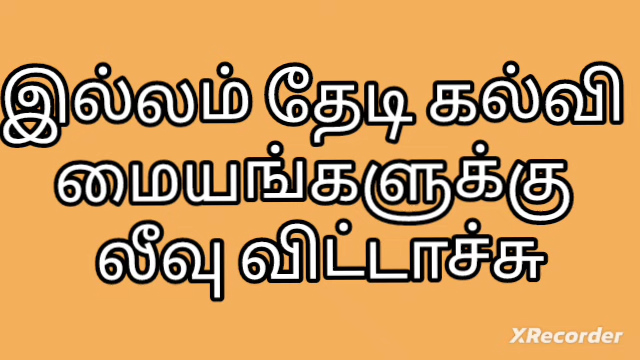 இல்லம் தேடி கல்வி
மையங்களுக்கு
லீவு விட்டாச்சு
XRecorder